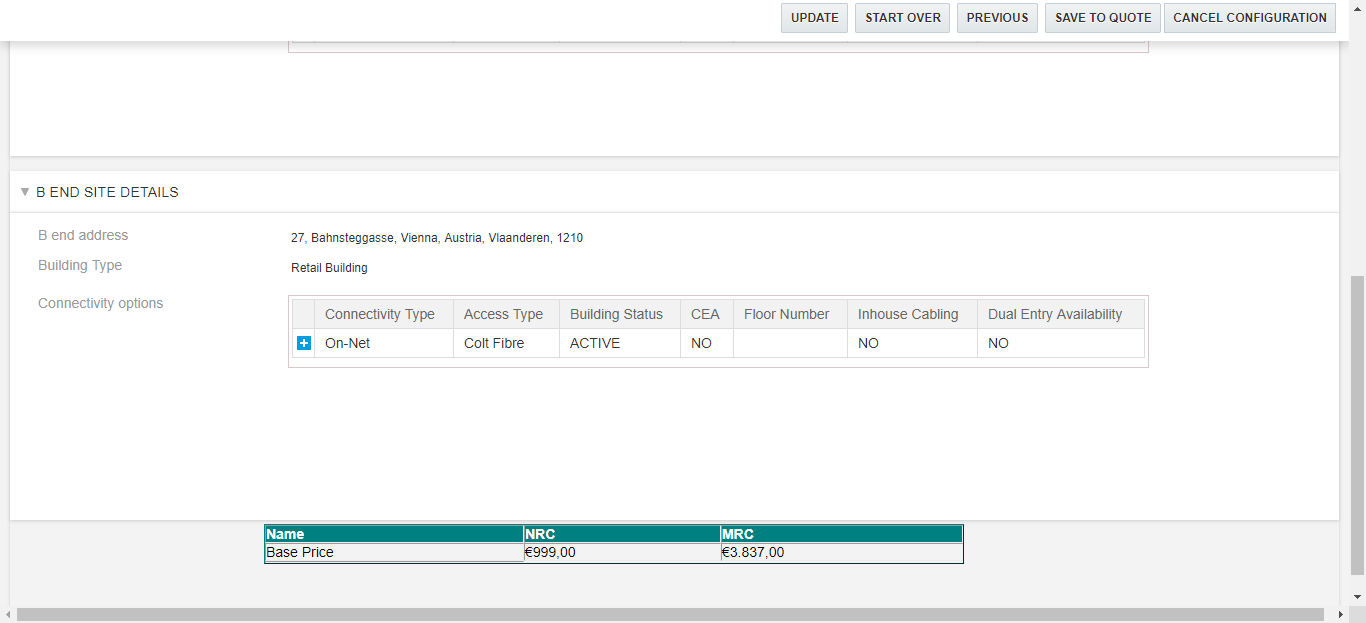 UPDATE START OVER PREVIOUS SAVE TO QUOTE CANCEL CONFIGURATION
B END SITE DETAILS
B end address 27, Bahnsteggasse, Vienna, Austria, Vlaanderen, 1210
Building Type Retail Building
Connectivity options
Connectivity Type Access Type Building Status CEA Floor Number Inhouse Cabling Dual Entry Availability
On-Net Colt Fibre ACTIVE NO NO NO
Name NRC MRC
Base Price €999,00 €3.837,00